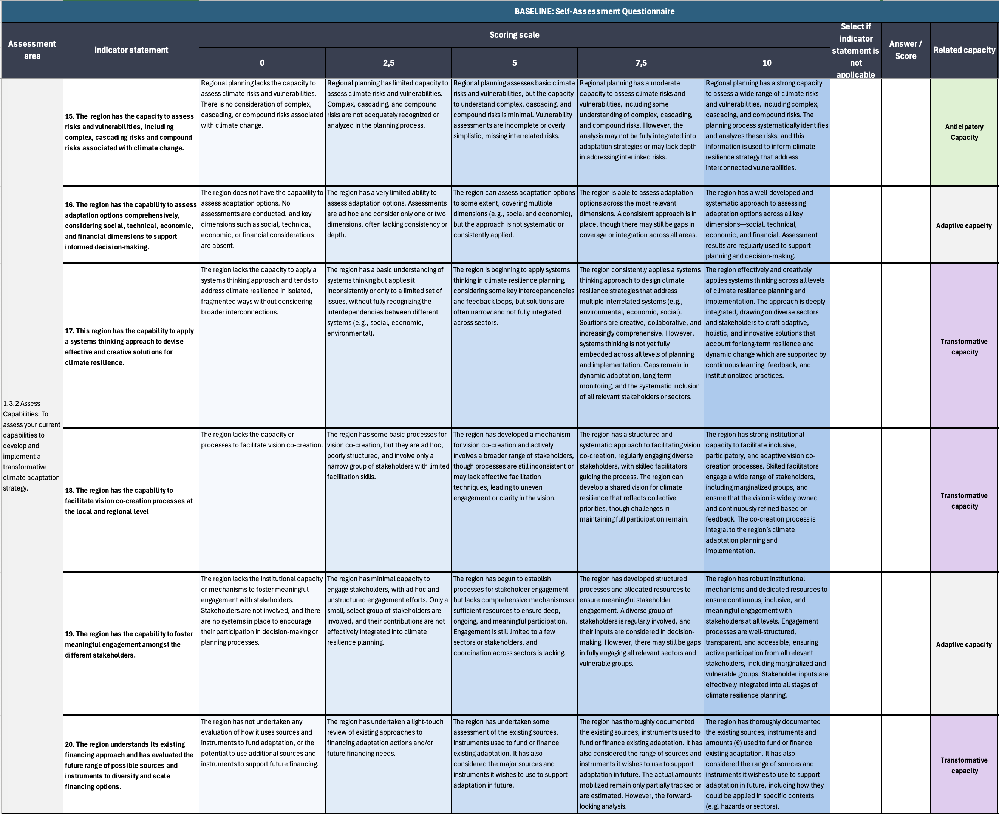 BASELINE: Self-Assessment Questionnaire
Assessment
area
Indicator statement
Scoring scale
0
2,5
5
7,5
10
Select if
indicator
statement is
not
applicable
Answer /
Score
Related capacity
1.3.2 Assess
Capabilities: To
assess your current
capabilities to
develop and
implement a
transformative
climate adaptation
strategy.
15. The  region has the capacity to assess
risks and vulnerabilities, including
complex, cascading risks and compound
risks associated with climate change.
Regional planning lacks the capacity to
assess climate risks and vulnerabilities.
There is no consideration of complex,
cascading, or compound risks associated
with climate change.
Regional planning has limited capacity to
assess climate risks and vulnerabilities.
Complex, cascading, and compound
risks are not adequately recognized or
analyzed in the planning process.
Regional planning assesses basic climate
risks and vulnerabilities, but the capacity
to understand complex, cascading, and
compound risks is minimal. Vulnerability
assessments are incomplete or overly
simplistic, missing interrelated risks.
Regional planning has a moderate
capacity to assess climate risks and
vulnerabilities, including some
understanding of complex, cascading,
and compound risks. However, the
analysis may not be fully integrated into
adaptation strategies or may lack depth
in addressing interlinked risks.
Regional planning has a strong capacity
to assess a wide range of climate risks
and vulnerabilities, including complex,
cascading, and compound risks. The
planning process systematically identifies
and analyzes these risks, and this
information is used to inform climate
resilience strategy that address
interconnected vulnerabilities.
Anticipatory
Capacity
16. The region has the capability to assess
adaptation options comprehensively,
considering social, technical, economic,
and financial dimensions to support
informed decision-making.
The region does not have the capability to
assess adaptation options. No
assessments are conducted, and key
dimensions such as social, technical,
economic, or financial considerations
are absent.
The region has a very limited ability to
assess adaptation options. Assessments
are ad hoc and consider only one or two
dimensions, often lacking consistency or
depth.
The region can assess adaptation options
to some extent, covering multiple
dimensions (e.g., social and economic),
but the approach is not systematic or
consistently applied.
The region is able to assess adaptation
options across the most relevant
dimensions. A consistent approach is in
place, though there may still be gaps in
coverage or integration across all areas.
The region has a well-developed and
systematic approach to assessing
adaptation options across all key
dimensions—social, technical,
economic, and financial. Assessment
results are regularly used to support
planning and decision-making.
Adaptive capacity
17. This region has the capability to apply
a systems thinking approach to devise
effective and creative solutions for
climate resilience.
The region lacks the capacity to apply a
systems thinking approach and tends to
address climate resilience in isolated,
fragmented ways without considering
broader interconnections.
The region has a basic understanding of
systems thinking but applies it
inconsistently or only to a limited set of
issues, without fully recognizing the
interdependencies between different
systems (e.g., social, economic,
environmental).
The region is beginning to apply systems
thinking in climate resilience planning,
considering some key interdependencies
and feedback loops, but solutions are
often narrow and not fully integrated
across sectors.
The region consistently applies a systems
thinking approach to design climate
resilience strategies that address
multiple interrelated systems (e.g.,
environmental, economic, social).
Solutions are creative, collaborative, and
increasingly comprehensive. However,
systems thinking is not yet fully
embedded across all levels of planning
and implementation. Gaps remain in
dynamic adaptation, long-term
monitoring, and the systematic inclusion
of all relevant stakeholders or sectors.
The region effectively and creatively
applies systems thinking across all levels
of climate resilience planning and
implementation. The approach is deeply
integrated, drawing on diverse sectors
and stakeholders to craft adaptive,
holistic, and innovative solutions that
account for long-term resilience and
dynamic change which are supported by
continuous learning, feedback, and
institutionalized practices.
Transformative
capacity
18. The region has the capability to
facilitate vision co-creation processes at
the local and regional level
The region lacks the capacity or
processes to facilitate vision co-creation.
The region has some basic processes for
vision co-creation, but they are ad hoc,
poorly structured, and involve only a
narrow group of stakeholders with limited
facilitation skills.
The region has developed a mechanism
for vision co-creation and actively
involves a broader range of stakeholders,
though processes are still inconsistent or
may lack effective facilitation
techniques, leading to uneven
engagement or clarity in the vision.
The region has a structured and
systematic approach to facilitating vision
co-creation, regularly engaging diverse
stakeholders, with skilled facilitators
guiding the process. The region can
develop a shared vision for climate
resilience that reflects collective
priorities, though challenges in
maintaining full participation remain.
The region has strong institutional
capacity to facilitate inclusive,
participatory, and adaptive vision co-
creation processes. Skilled facilitators
engage a wide range of stakeholders,
including marginalized groups, and
ensure that the vision is widely owned
and continuously refined based on
feedback. The co-creation process is
integral to the region’s climate
adaptation planning and
implementation.
Transformative
capacity
19. The region has the capability to foster
meaningful engagement amongst the
different stakeholders.
The region lacks the institutional capacity
or mechanisms to foster meaningful
engagement with stakeholders.
Stakeholders are not involved, and there
are no systems in place to encourage
their participation in decision-making or
planning processes.
The region has minimal capacity to
engage stakeholders, with ad hoc and
unstructured engagement efforts. Only a
small, select group of stakeholders are
involved, and their contributions are not
effectively integrated into climate
resilience planning.
The region has begun to establish
processes for stakeholder engagement
but lacks comprehensive mechanisms or
sufficient resources to ensure deep,
ongoing, and meaningful participation.
Engagement is still limited to a few
sectors or stakeholders, and
coordination across sectors is lacking.
The region has developed structured
processes and allocated resources to
ensure meaningful stakeholder
engagement. A diverse group of
stakeholders is regularly involved, and
their inputs are considered in decision-
making. However, there may still be gaps
in fully engaging all relevant sectors and
vulnerable groups.
The region has robust institutional
mechanisms and dedicated resources to
ensure continuous, inclusive, and
meaningful engagement with
stakeholders at all levels. Engagement
processes are well-structured,
transparent, and accessible, ensuring
active participation from all relevant
stakeholders, including marginalized and
vulnerable groups. Stakeholder inputs are
effectively integrated into all stages of
climate resilience planning.
Adaptive capacity
20. The region understands its existing
financing approach and has evaluated the
future range of possible sources and
instruments to diversify and scale
financing options.
The region has not undertaken any
evaluation of how it uses sources and
instruments to fund adaptation, or the
potential to use additional sources and
instruments to support future financing.
The region has undertaken a light-touch
review of existing approaches to
financing adaptation actions and/or
future financing needs.
The region has undertaken some
assessment of the existing sources,
instruments used to fund or finance
existing adaptation. It has also
considered the major sources and
instruments it wishes to use to support
adaptation in future.
The region has thoroughly documented
the existing sources, instruments used to
fund or finance existing adaptation. It has
also considered the range of sources and
instruments it wishes to use to support
adaptation in future. The actual amounts
mobilized remain only partially tracked or
are estimated. However, the forward-
looking analysis.
The region has thoroughly documented
the existing sources, instruments and
amounts (€) used to fund or finance
existing adaptation. It has also
considered the range of sources and
instruments it wishes to use to support
adaptation in future, including how they
could be applied in specific contexts
(e.g. hazards or sectors).
Transformative
capacity